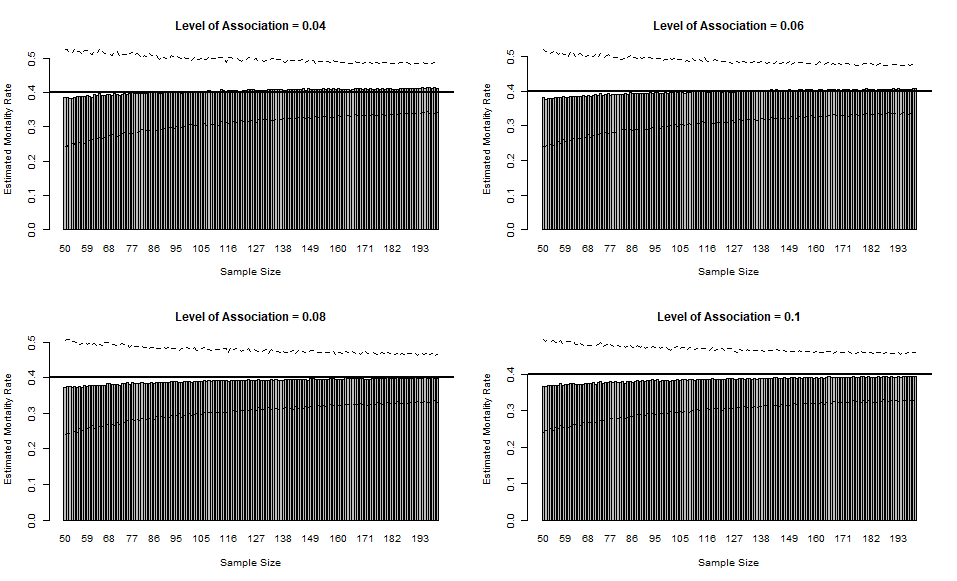 Level of Association = 0.04
Estimated Mortality Rate
0.0 0.1 0.2 0.3 0.4 0.5
50 59 68 77 86 95 105 116 127 138 149 160 171 182 193
Sample Size
Level of Association = 0.06
Estimated Mortality Rate
0.0 0.1 0.2 0.3 0.4 0.5
50 59 68 77 86 95 105 116 127 138 149 160 171 182 193
Sample Size
Level of Association = 0.08
Estimated Mortality Rate
0.0 0.1 0.2 0.3 0.4 0.5
50 59 68 77 86 95 105 116 127 138 149 160 171 182 193
Sample Size
Level of Association = 0.1
Estimated Mortality Rate
0.0 0.1 0.2 0.3 0.4
50 59 68 77 86 95 105 116 127 138 149 160 171 182 193
Sample Size